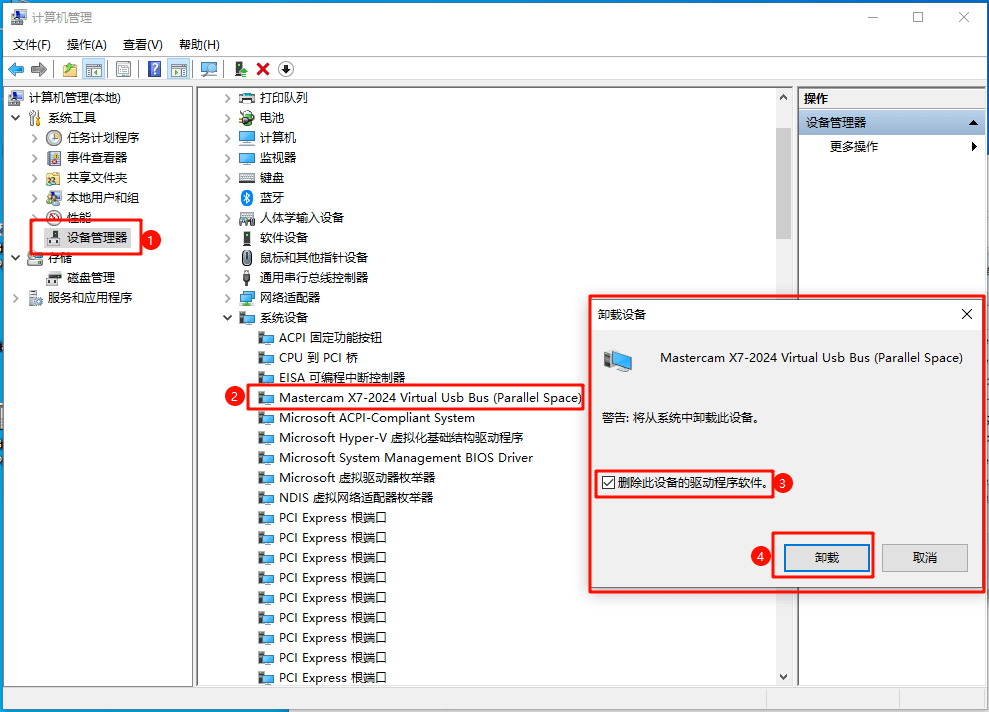 计算机管理
文件(F) 操作(A) 查看(V) 帮助(H)
计算机管理(本地)
系统工具
任务计划程序
事件查看器
共享文件夹
本地用户和组
性能
设备管理器
1
存储
磁盘管理
服务和应用程序
打印队列
电池
计算机
监视器
键盘
蓝牙
人体学输入设备
软件设备
鼠标和其他指针设备
通用串行总线控制器
网络适配器
系统设备
ACPI 固定功能按钮
CPU 到 PCI 桥
EISA 可编程中断控制器
2
Mastercam X7-2024 Virtual Usb Bus (Parallel Space)
Microsoft ACPI-Compliant System
Microsoft Hyper-V 虚拟化基础结构驱动程序
Microsoft System Management BIOS Driver
Microsoft 虚拟驱动器枚举器
NDIS 虚拟网络适配器枚举器
PCI Express 根端口
PCI Express 根端口
PCI Express 根端口
PCI Express 根端口
PCI Express 根端口
PCI Express 根端口
PCI Express 根端口
PCI Express 根端口
PCI Express 根端口
操作
设备管理器
更多操作
卸载设备
Mastercam X7-2024 Virtual Usb Bus (Parallel Space)
警告: 将从系统中卸载此设备。
删除此设备的驱动程序软件。
3
4
卸载 取消